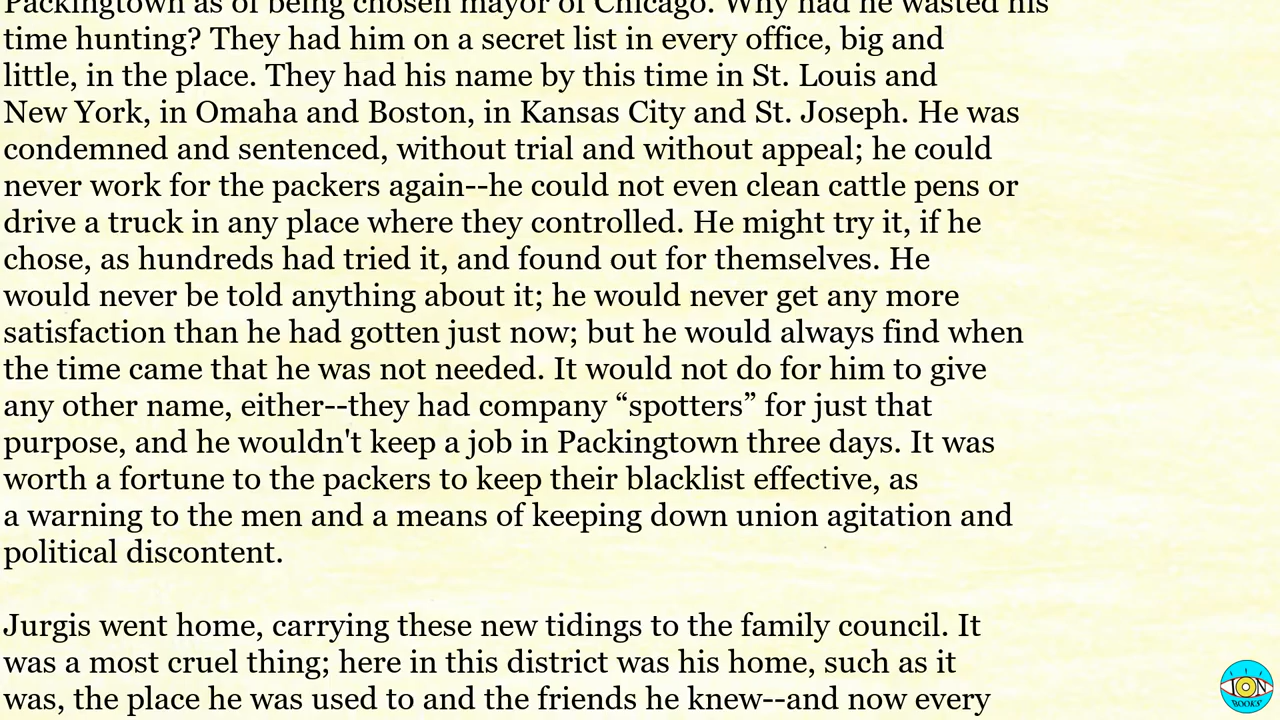 Packingtown as of being chosen mayor of Chicago. Why had he wasted his
time hunting? They had him on a secret list in every office, big and
little, in the place. They had his name by this time in St. Louis and
New York, in Omaha and Boston, in Kansas City and St. Joseph. He was
condemned and sentenced, without trial and without appeal; he could
never work for the packers again--he could not even clean cattle pens or
drive a truck in any place where they controlled. He might try it, if he
chose, as hundreds had tried it, and found out for themselves. He
would never be told anything about it; he would never get any more
satisfaction than he had gotten just now; but he would always find when
the time came that he was not needed. It would not do for him to give
any other name, either--they had company “spotters” for just that
purpose, and he wouldn't keep a job in Packingtown three days. It was
worth a fortune to the packers to keep their blacklist effective, as
a warning to the men and a means of keeping down union agitation and
political discontent.
Jurgis went home, carrying these new tidings to the family council. It
was a most cruel thing; here in this district was his home, such as it
was, the place he was used to and the friends he knew--and now every
ION
BOOKS